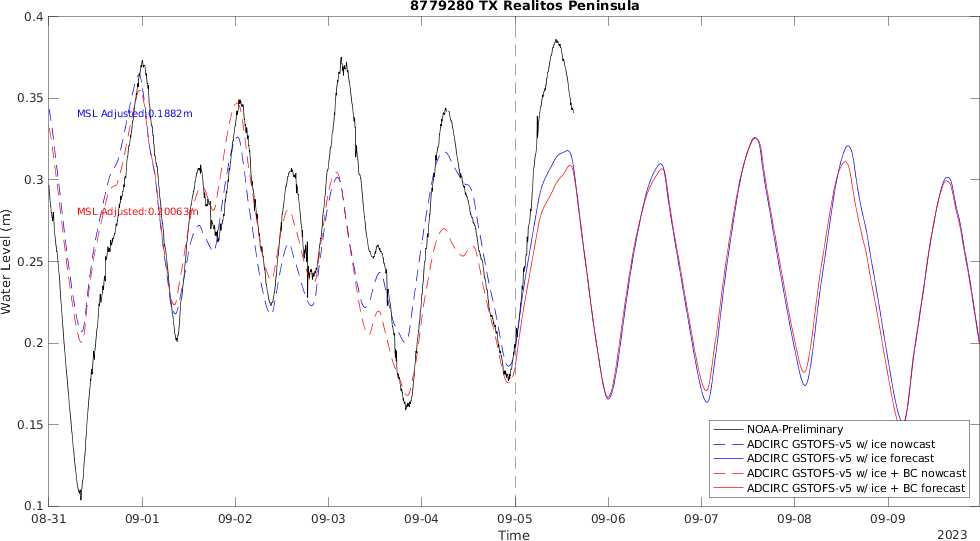 8779280 TX Realitos Peninsula
0.4
0.35
0.3
0.25
0.2
0.15
0.1
Water Level (m)
MSL Adjusted:0.1882m
MSL Adjusted:0.20063m
NOAA-Preliminary
ADCIRC GSTOFS-v5 w/ ice nowcast
ADCIRC GSTOFS-v5 w/ ice forecast
ADCIRC GSTOFS-v5 w/ ice + BC nowcast
ADCIRC GSTOFS-v5 w/ ice + BC forecast
08-31 09-01 09-02 09-03 09-04 09-05 09-06 09-07 09-08 09-09
Time
2023